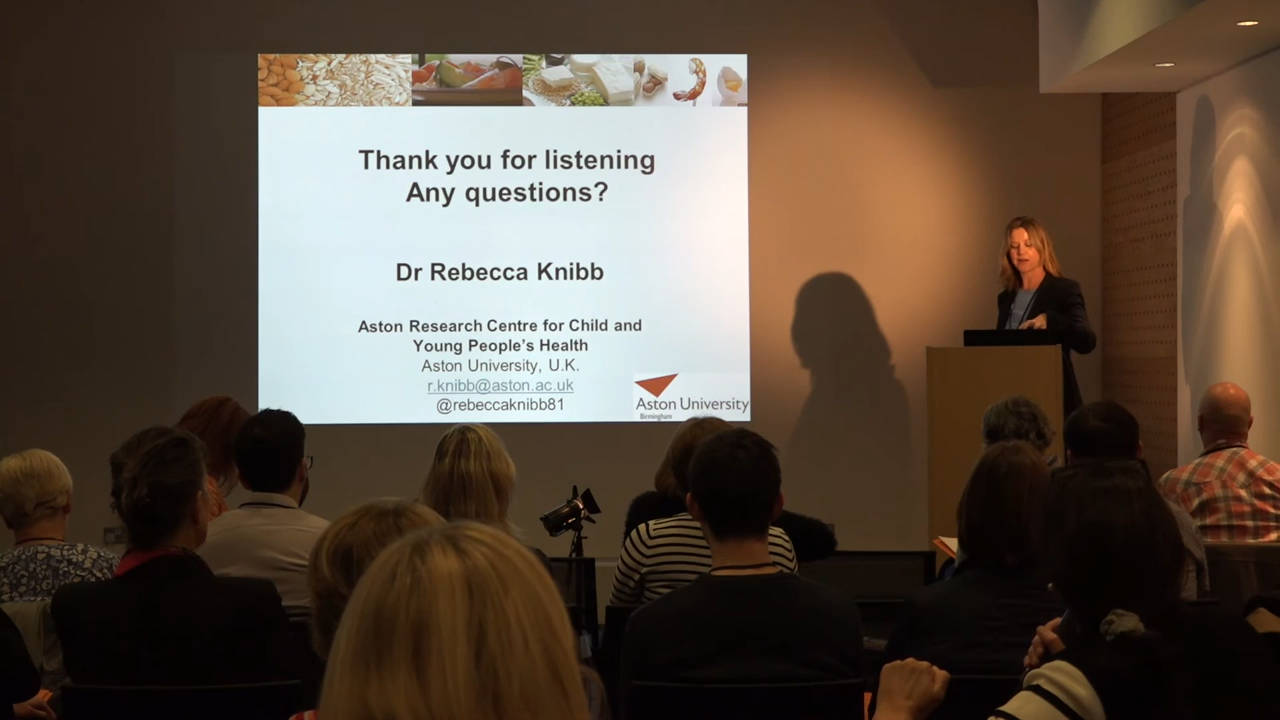 Thank you for listening
Any questions?
Dr Rebecca Knibb
Aston Research Centre for Child and
Young People's Health
Aston University, U.K.
r.knibb@aston.ac.uk
@rebeccaknibb81
Aston University
Birmingham